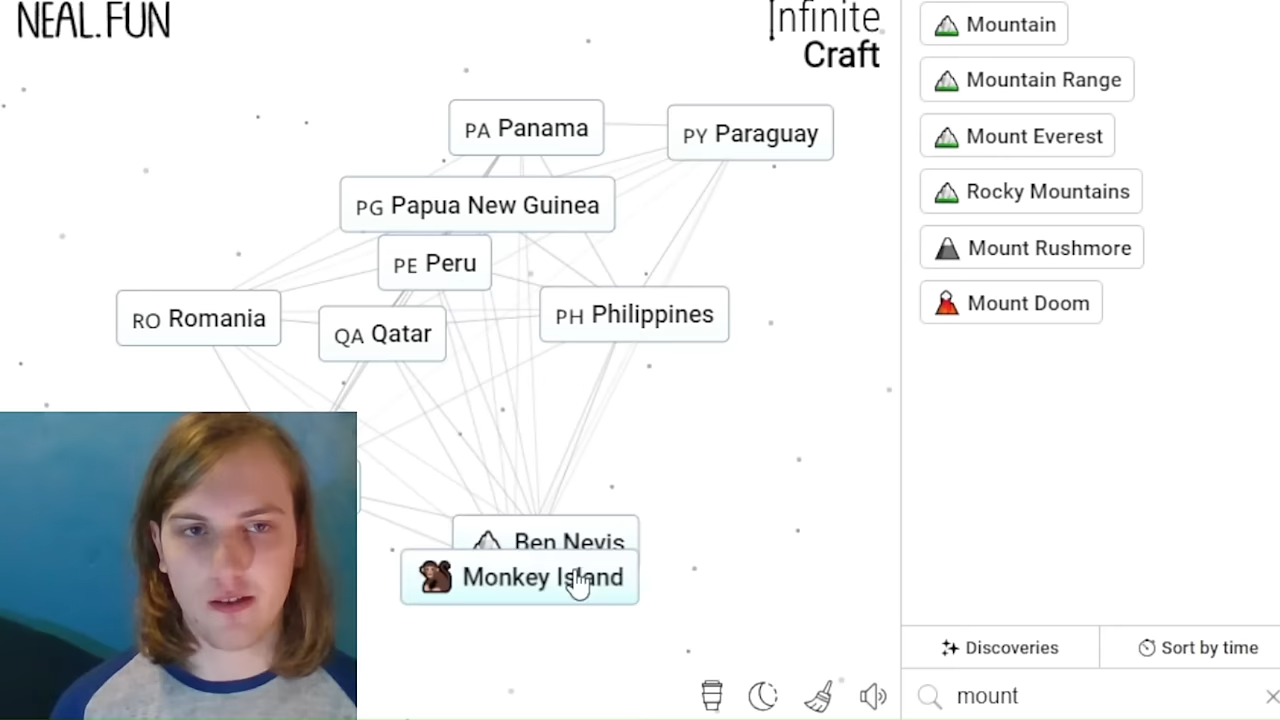 NEAL.FUN
Infinite
Craft
PA Panama
PY Paraguay
PG Papua New Guinea
PE Peru
RO Romania
QA Qatar
PH Philippines
Ben Nevis
Monkey Island
Mountain
Mountain Range
Mount Everest
Rocky Mountains
Mount Rushmore
Mount Doom
Discoveries
Sort by time
mount